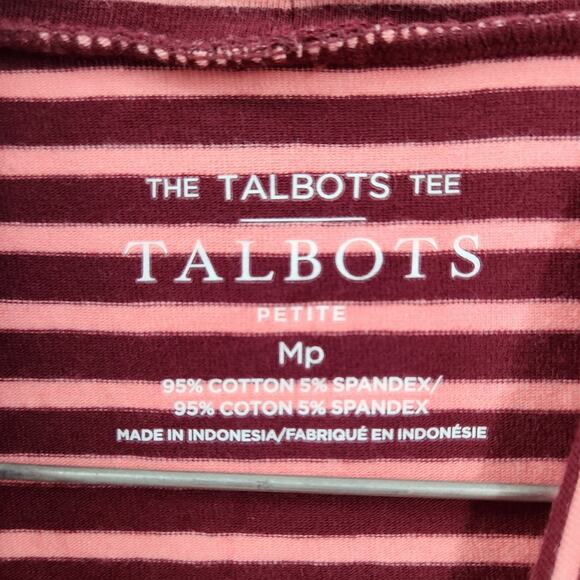 THE TALBOTS TEE
TALBOTS
PETITE
Mp
95% COTTON 5% SPANDEX/
95% COTON 5% SPANDEX
MADE IN INDONESIA/FABRIQUÉ EN INDONÉSIE